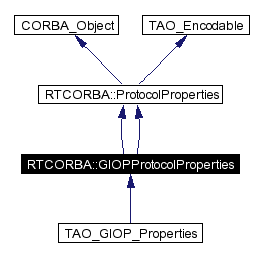 CORBA_Object
TAO_Encodable
RTCORBA::ProtocolProperties
RTCORBA::GIOPProtocolProperties
TAO_GIOP_Properties